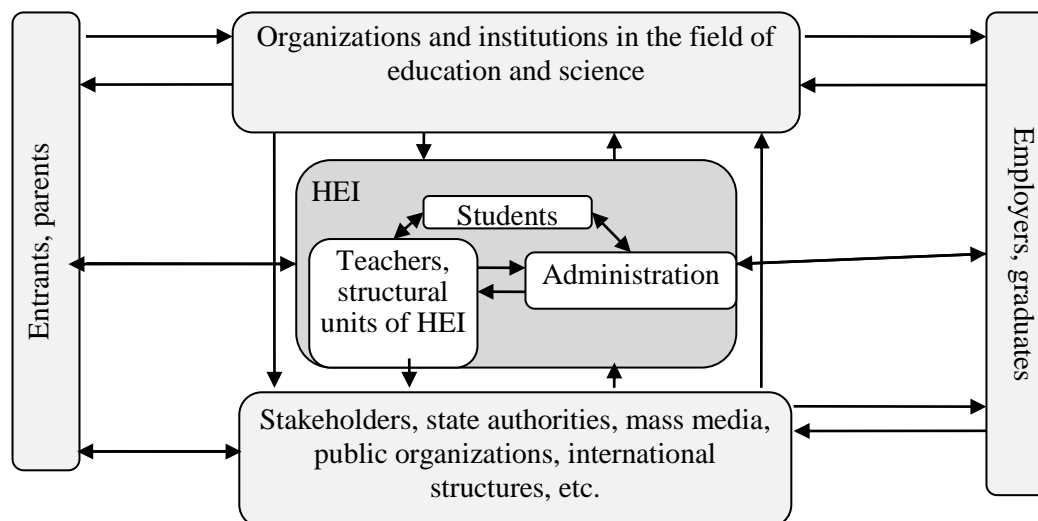 Entrants, parents
Organizations and institutions in the field of
education and science
HEI
Students
Teachers,
structural
units of HEI
Administration
Stakeholders, state authorities, mass media,
public organizations, international
structures, etc.
Employers, graduates